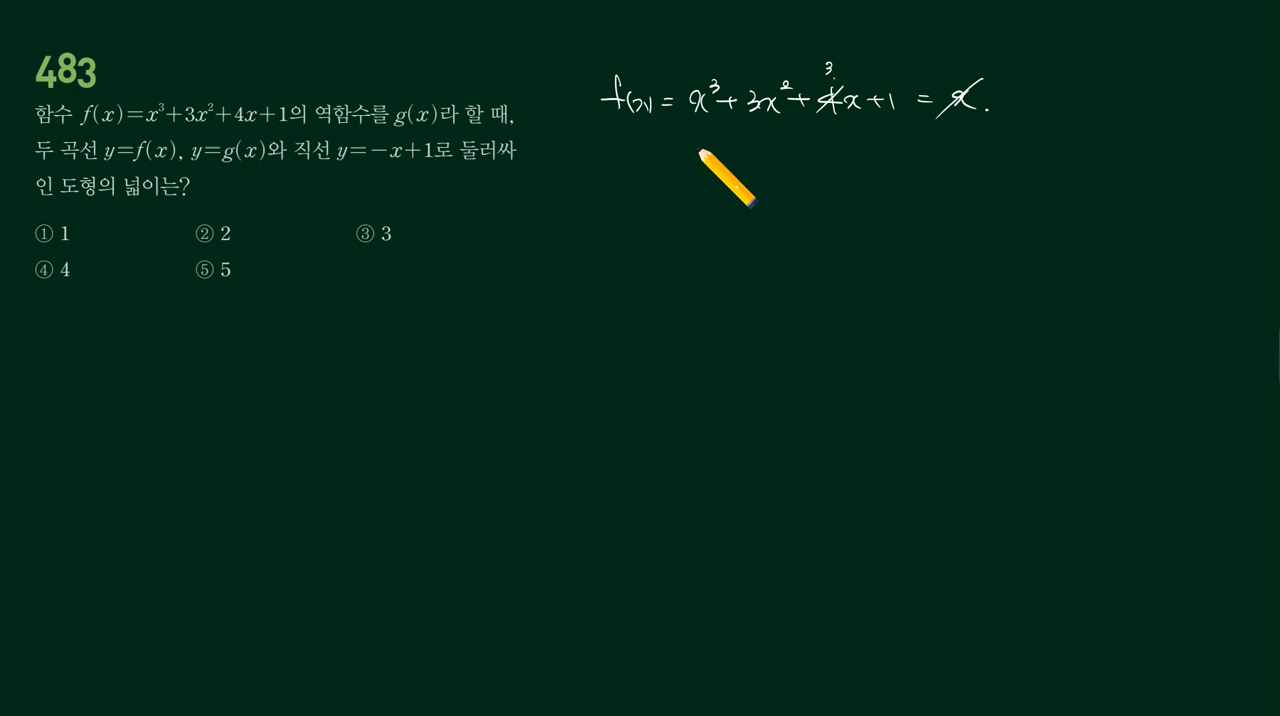 483
함수 f(x)=x³+3x²+4x+1의 역함수를 g(x)라 할 때,
두 곡선 y=f(x), y=g(x)와 직선 y=-x+1로 둘러싸
인 도형의 넓이는?
① 1 ② 2 ③ 3
④ 4 ⑤ 5
3
f(x) = x³+3x²+4x+1 = x.